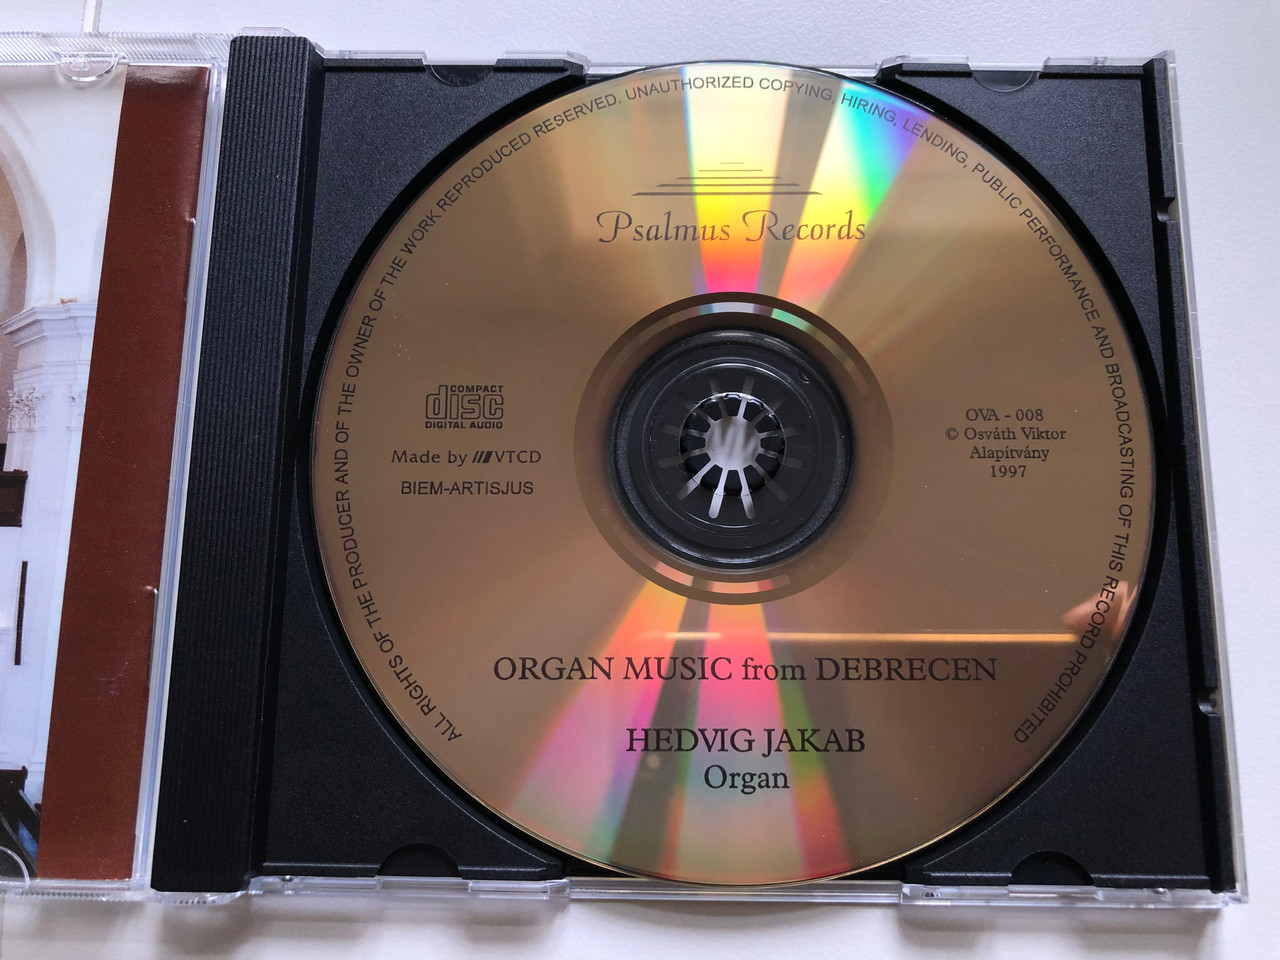 ALL RIGHTS OF THE PRODUCER AND OF THE OWNER OF THE WORK REPRODUCED RESERVED. UNAUTHORIZED COPYING, HIRING, LENDING, PUBLIC PERFORMANCE AND BROADCASTING OF THIS RECORD PROHIBITED
Psalmus Records
COMPACT
disc
DIGITAL AUDIO
Made by VTCD
BIEM-ARTISJUS
OVA - 008
© Osváth Viktor
Alapítvány
1997
ORGAN MUSIC from DEBRECEN
HEDVIG JAKAB
Organ